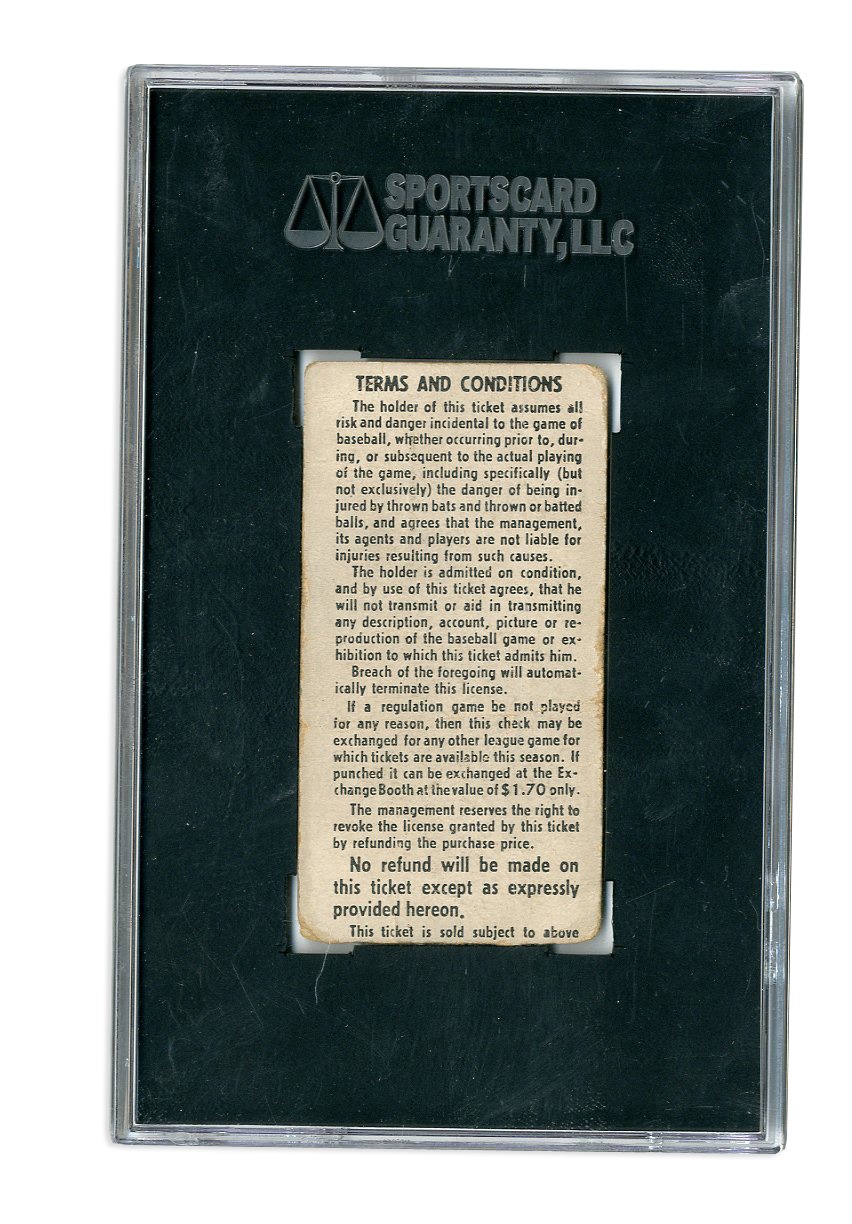 SPORTSCARD
GUARANTY, LLC
TERMS AND CONDITIONS
The holder of this ticket assumes all
risk and danger incidental to the game of
baseball, whether occurring prior to, dur-
ing, or subsequent to the actual playing
of the game, including specifically (but
not exclusively) the danger of being in-
jured by thrown bats and thrown or batted
balls, and agrees that the management,
its agents and players are not liable for
injuries resulting from such causes.
The holder is admitted on condition,
and by use of this ticket agrees, that he
will not transmit or aid in transmitting
any description, account, picture or re-
production of the baseball game or ex-
hibition to which this ticket admits him.
Breach of the foregoing will automat-
ically terminate this license.
If a regulation game be not played
for any reason, then this check may be
exchanged for any other league game for
which tickets are available this season. If
punched it can be exchanged at the Ex-
change Booth at the value of $1.70 only.
The management reserves the right to
revoke the license granted by this ticket
by refunding the purchase price.
No refund will be made on
this ticket except as expressly
provided hereon.
This ticket is sold subject to above